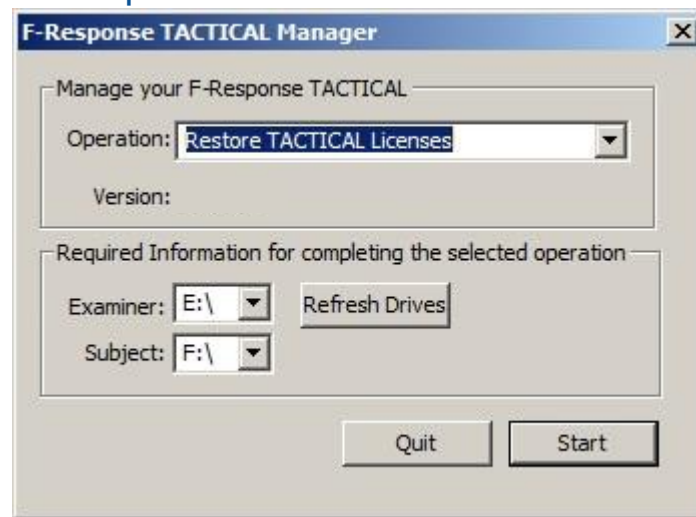 F-Response TACTICAL Manager
Manage your F-Response TACTICAL
Operation: Restore TACTICAL Licenses
Version:
Required Information for completing the selected operation
Examiner: E:\ Refresh Drives
Subject: F:\
Quit Start